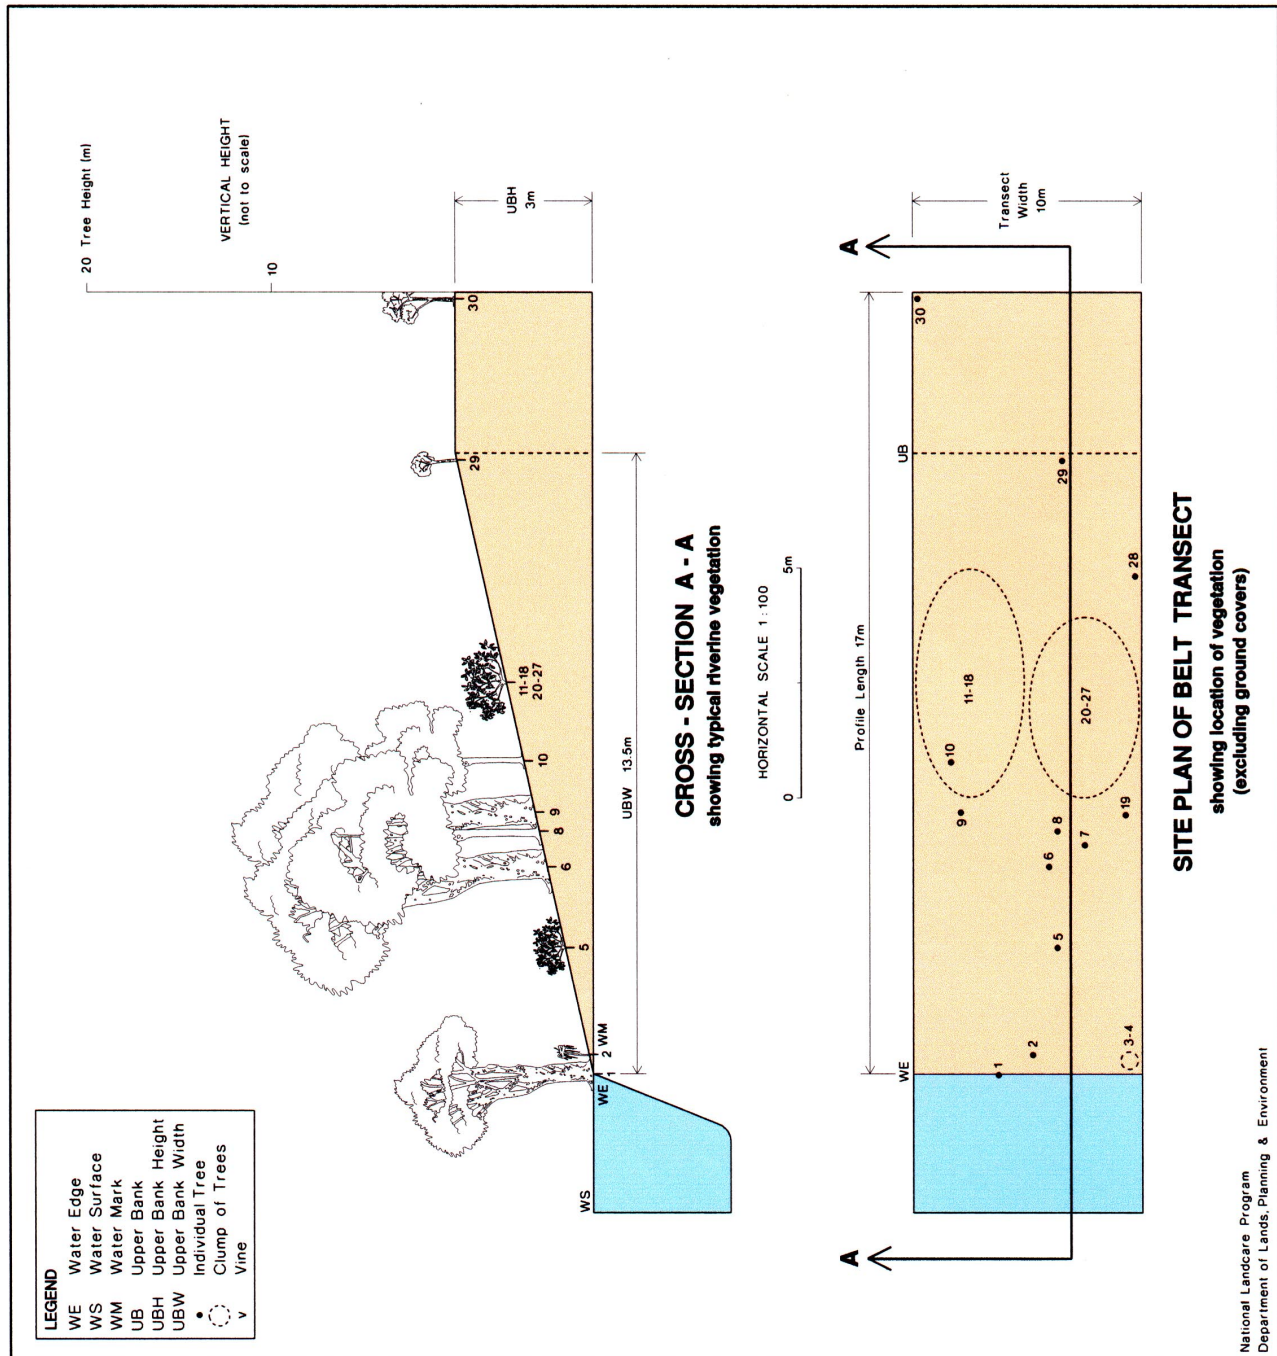 LEGEND
WE Water Edge
WS Water Surface
WM Water Mark
UB Upper Bank
UBH Upper Bank Height
UBW Upper Bank Width
• Individual Tree
Clump of Trees
v Vine
20 Tree Height (m)
VERTICAL HEIGHT
(not to scale)
10
UBH
3m
WS
WE
1
2 WM
5
6
8
9
10
11-18
20-27
29
30
UBW 13.5m
CROSS - SECTION A - A
showing typical riverine vegetation
HORIZONTAL SCALE 1 : 100
0
5m
Profile Length 17m
A
A
Transect
Width
10m
WE
UB
1
2
3-4
5
6
7
8
9
10
11-18
19
20-27
28
29
30
SITE PLAN OF BELT TRANSECT
showing location of vegetation
(excluding ground covers)
National Landcare Program
Department of Lands, Planning & Environment